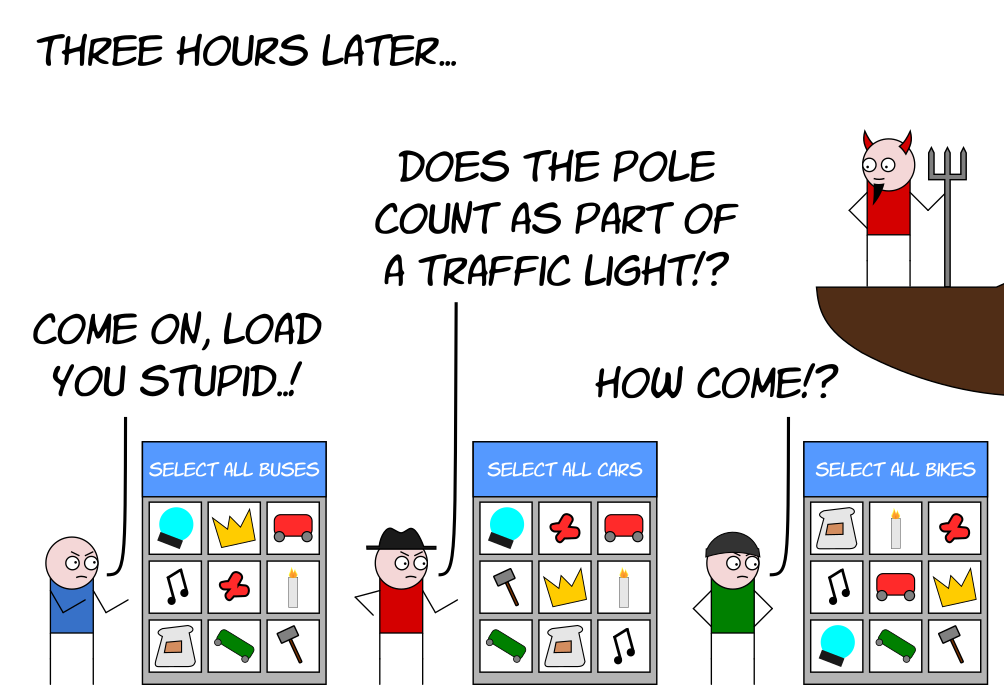 THREE HOURS LATER...
DOES THE POLE
COUNT AS PART OF
A TRAFFIC LIGHT!?
COME ON, LOAD
YOU STUPID..!
HOW COME!?
SELECT ALL BUSES
SELECT ALL CARS
SELECT ALL BIKES